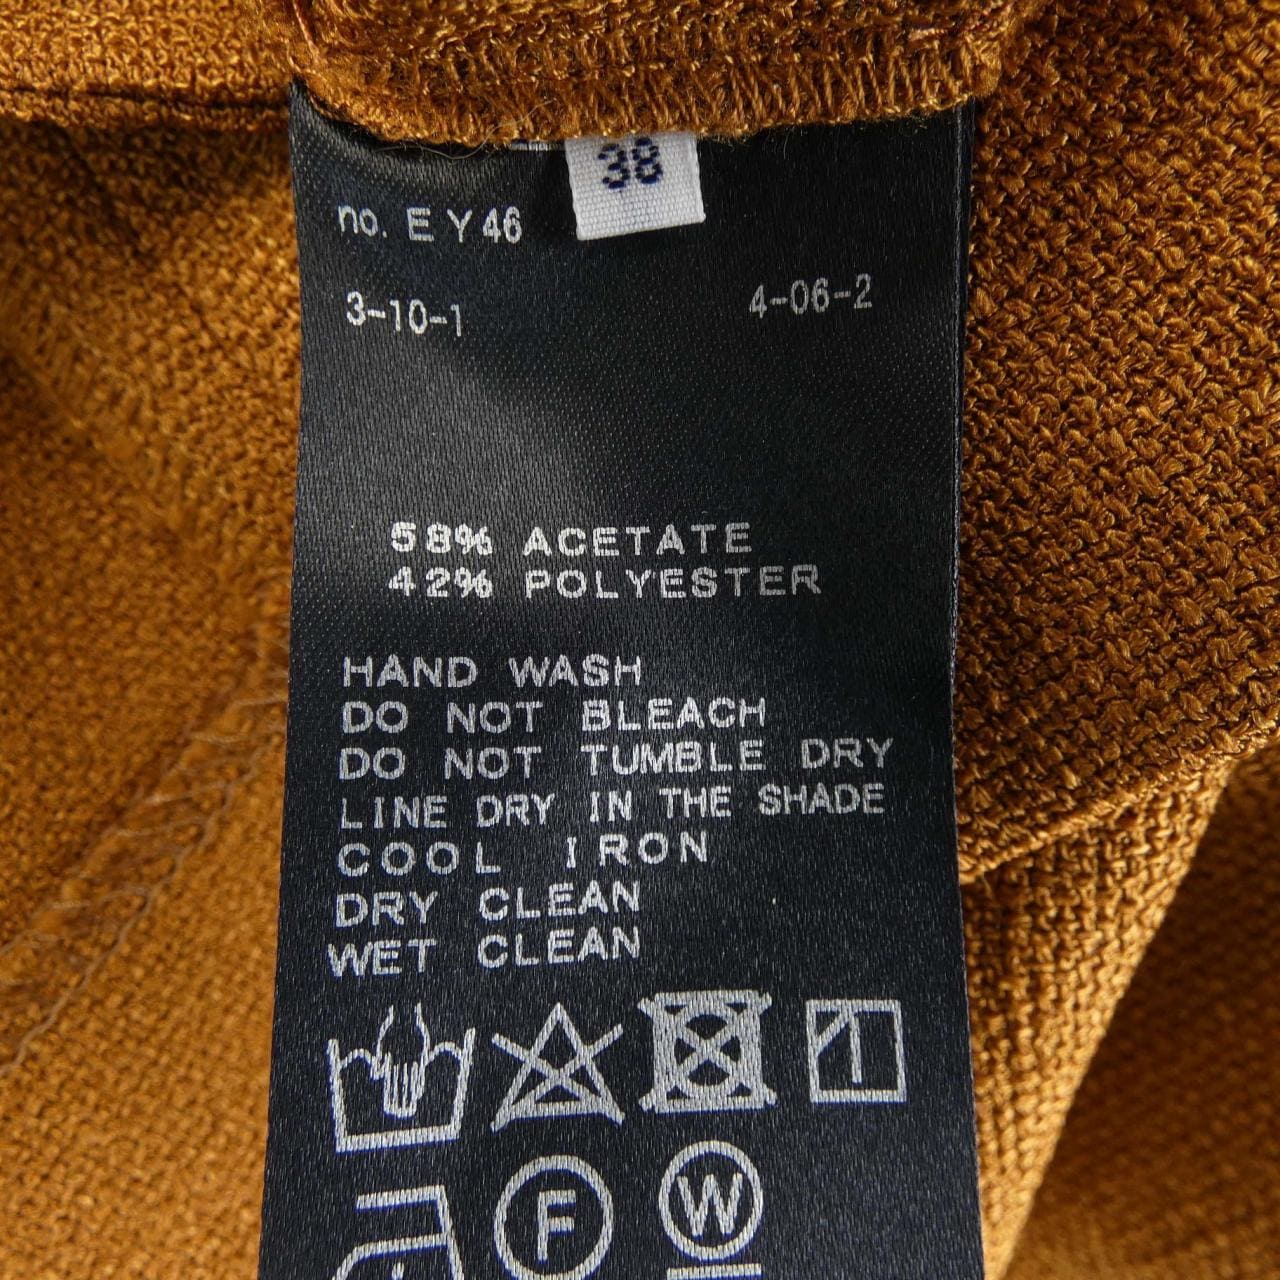 38
no. EY46
3-10-1 4-06-2
58% ACETATE
42% POLYESTER
HAND WASH
DO NOT BLEACH
DO NOT TUMBLE DRY
LINE DRY IN THE SHADE
COOL IRON
DRY CLEAN
WET CLEAN
F W